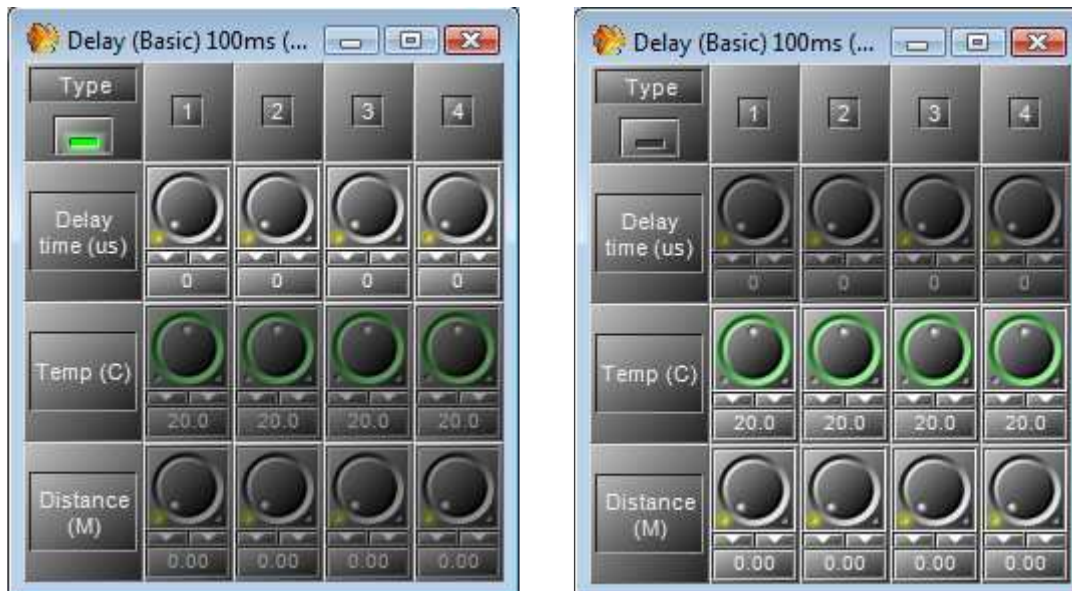 Delay (Basic) 100ms (...
Type
1 2 3 4
Delay
time (us)
0 0 0 0
Temp (C)
20.0 20.0 20.0 20.0
Distance
(M)
0.00 0.00 0.00 0.00
Delay (Basic) 100ms (...
Type
1 2 3 4
Delay
time (us)
0 0 0 0
Temp (C)
20.0 20.0 20.0 20.0
Distance
(M)
0.00 0.00 0.00 0.00